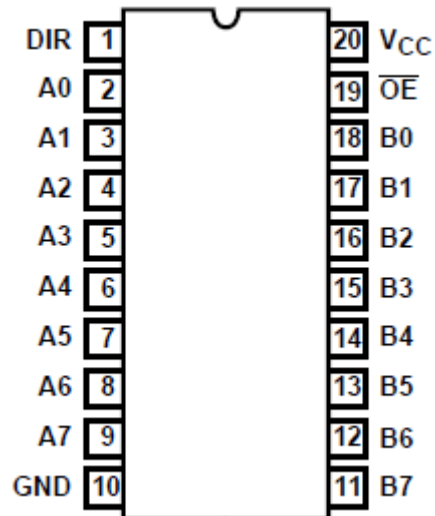 DIR 1 20 VCC
A0 2 19 OE
A1 3 18 B0
A2 4 17 B1
A3 5 16 B2
A4 6 15 B3
A5 7 14 B4
A6 8 13 B5
A7 9 12 B6
GND 10 11 B7